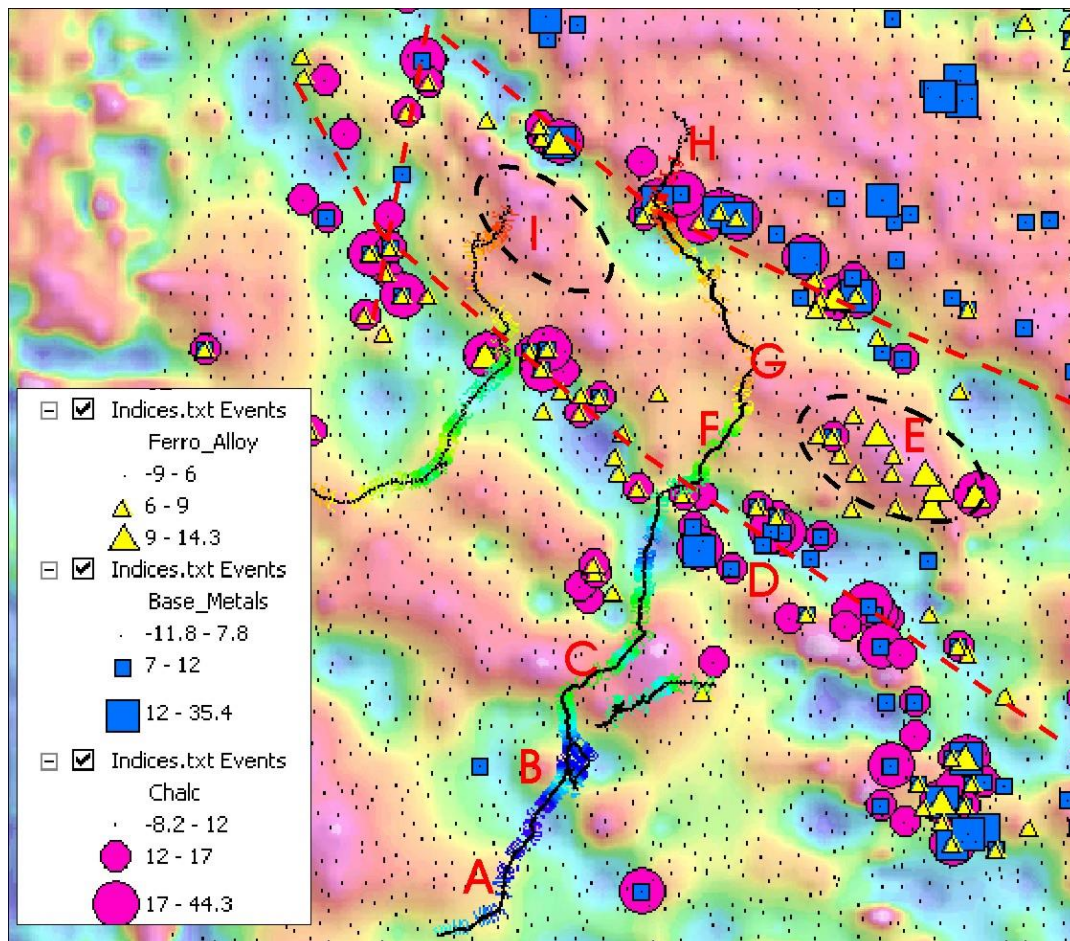 H
I
G
F
E
D
C
B
A
Indices.txt Events
Ferro_Alloy
-9 - 6
6 - 9
9 - 14.3
Indices.txt Events
Base_Metals
-11.8 - 7.8
7 - 12
12 - 35.4
Indices.txt Events
Chalc
-8.2 - 12
12 - 17
17 - 44.3